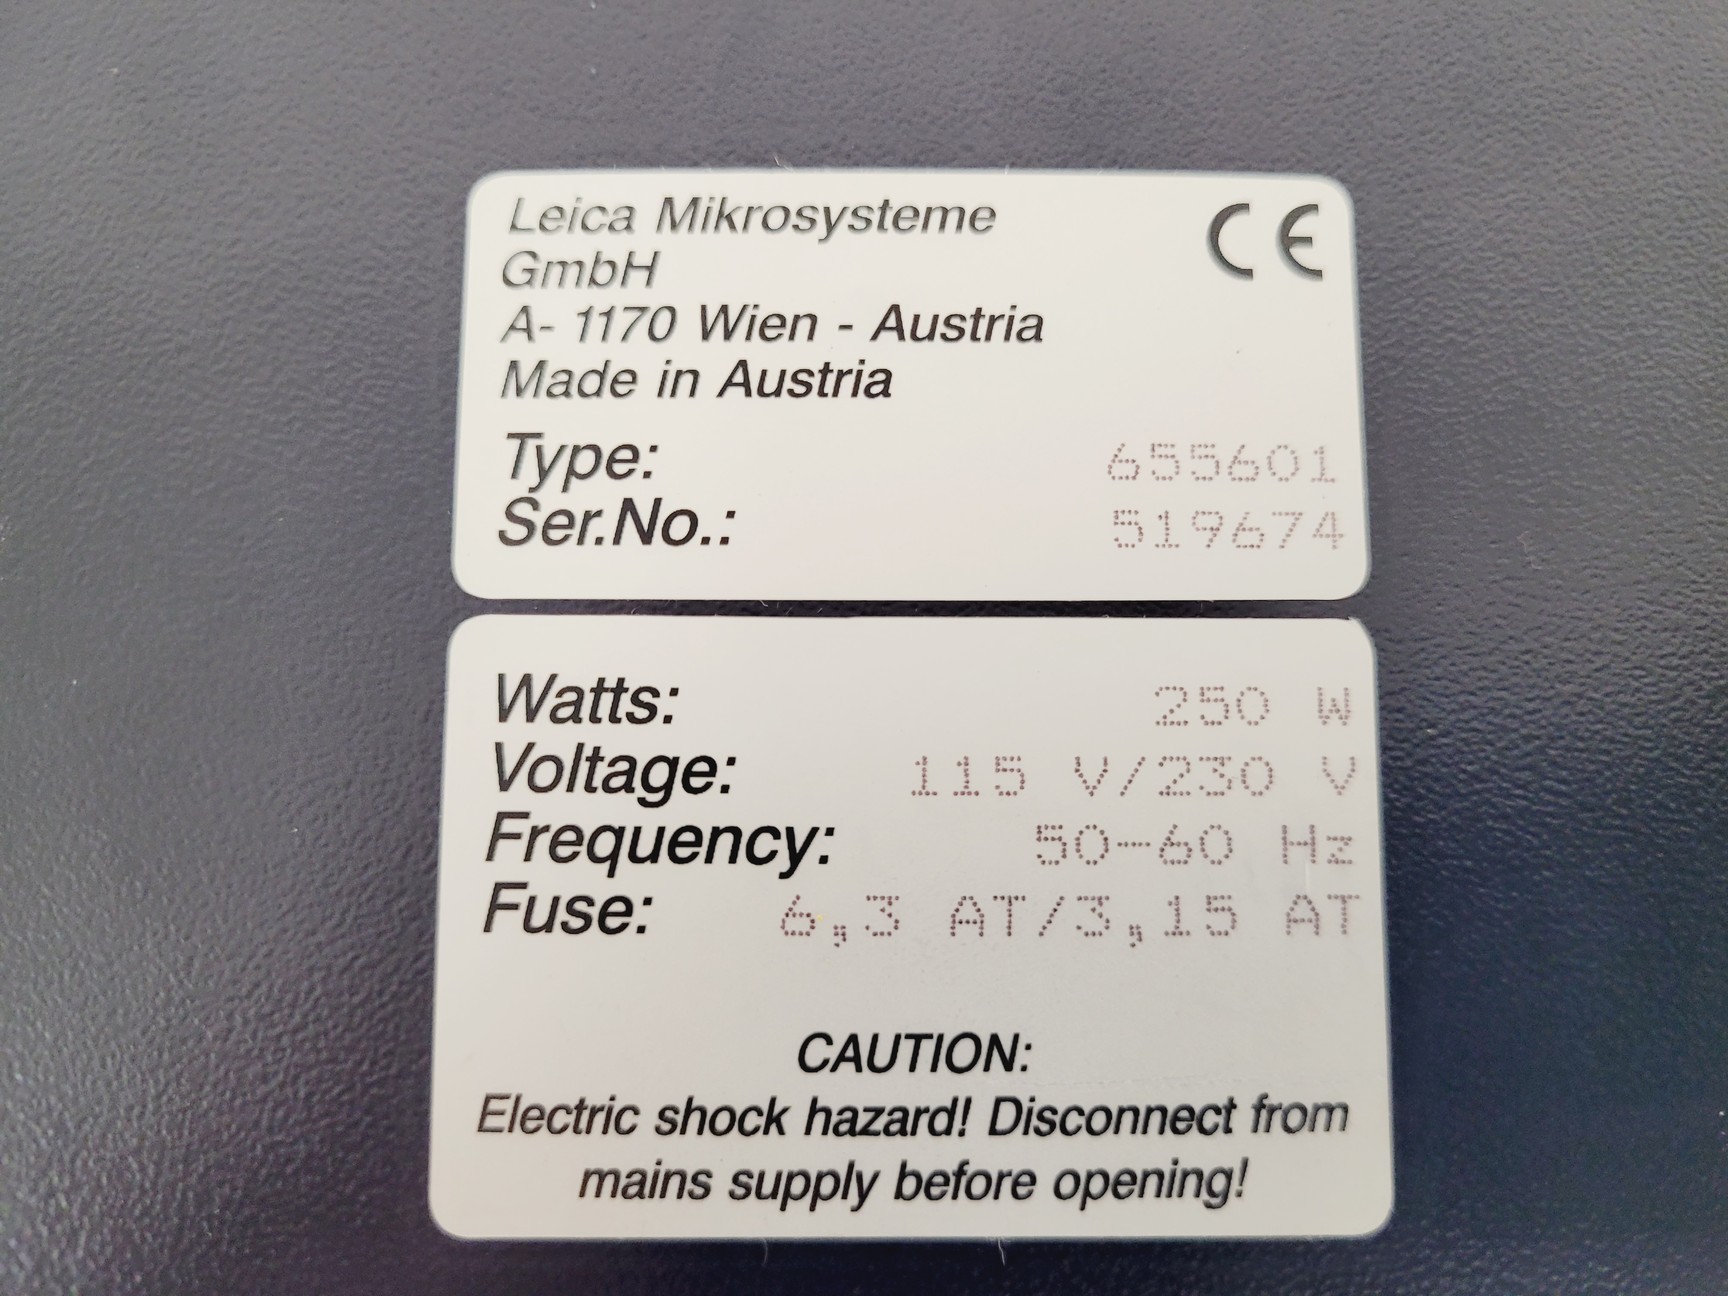 Leica Mikrosysteme CE
GmbH
A- 1170 Wien - Austria
Made in Austria
Type: 655601
Ser.No.: 519674
Watts: 250 W
Voltage: 115 V/230 V
Frequency: 50-60 Hz
Fuse: 6,3 AT/3,15 AT
CAUTION:
Electric shock hazard! Disconnect from
mains supply before opening!